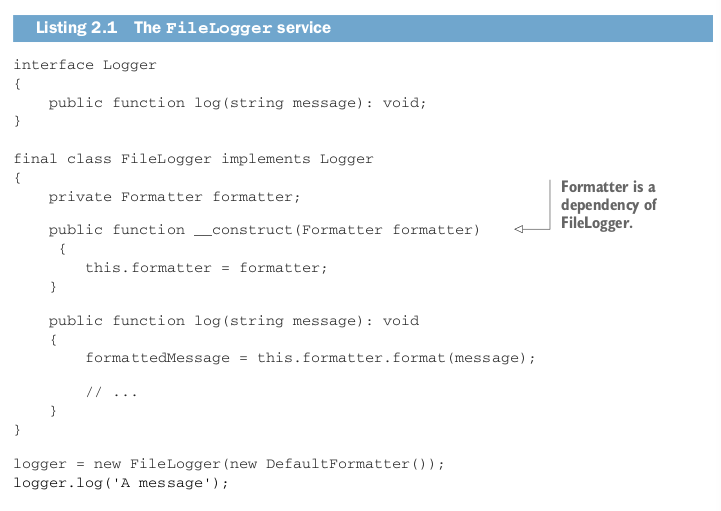 Listing 2.1 The FileLogger service
interface Logger
{
    public function log(string message): void;
}
final class FileLogger implements Logger
{
    private Formatter formatter;
    public function __construct(Formatter formatter)
     {
        this.formatter = formatter;
    }
    public function log(string message): void
    {
        formattedMessage = this.formatter.format(message);
        // ...
    }
}
logger = new FileLogger(new DefaultFormatter());
logger.log('A message');
Formatter is a
dependency of
FileLogger.